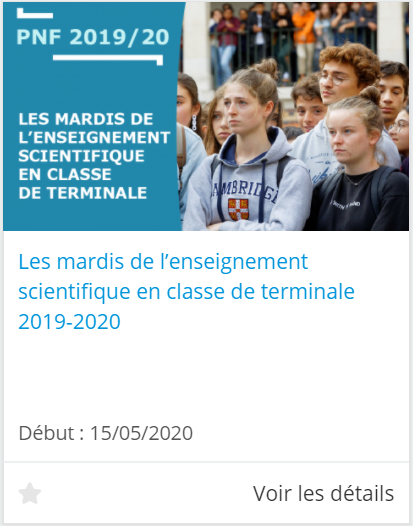 PNF 2019/20
LES MARDIS DE
L’ENSEIGNEMENT
SCIENTIFIQUE
EN CLASSE
DE TERMINALE
CAMBRIDGE
Les mardis de l’enseignement
scientifique en classe de terminale
2019-2020
Début : 15/05/2020
Voir les détails